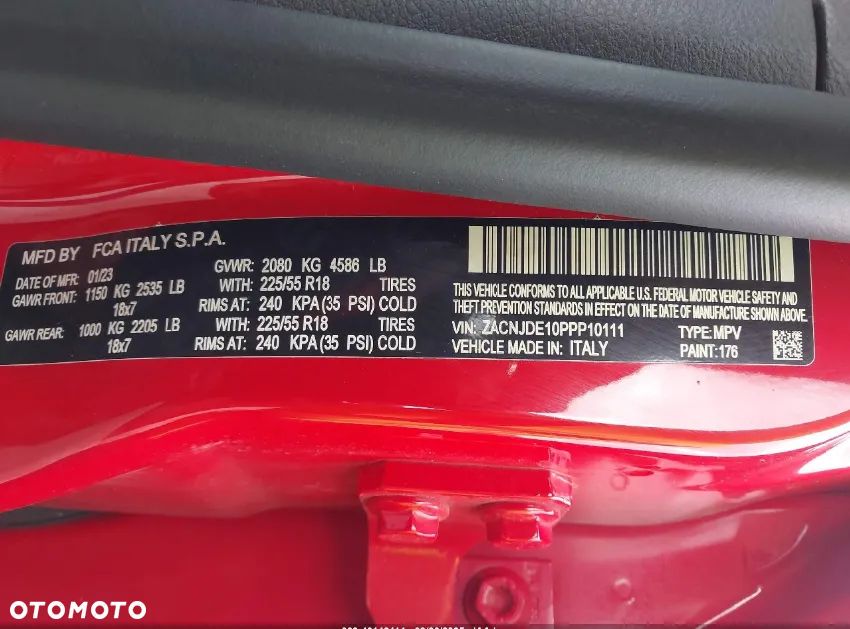 MFD BY FCA ITALY S.P.A.
DATE OF MFR: 01/23 GVWR: 2080 KG 4586 LB
GAWR FRONT: 1150 KG 2535 LB WITH: 225/55 R18 TIRES
18x7 RIMS AT: 240 KPA (35 PSI) COLD
GAWR REAR: 1000 KG 2205 LB WITH: 225/55 R18 TIRES
18x7 RIMS AT: 240 KPA (35 PSI) COLD
THIS VEHICLE CONFORMS TO ALL APPLICABLE U.S. FEDERAL MOTOR VEHICLE SAFETY AND
THEFT PREVENTION STANDARDS IN EFFECT ON THE DATE OF MANUFACTURE SHOWN ABOVE.
VIN: ZACNJDE10PPP10111 TYPE: MPV
VEHICLE MADE IN: ITALY PAINT: 176
OTOMOTO